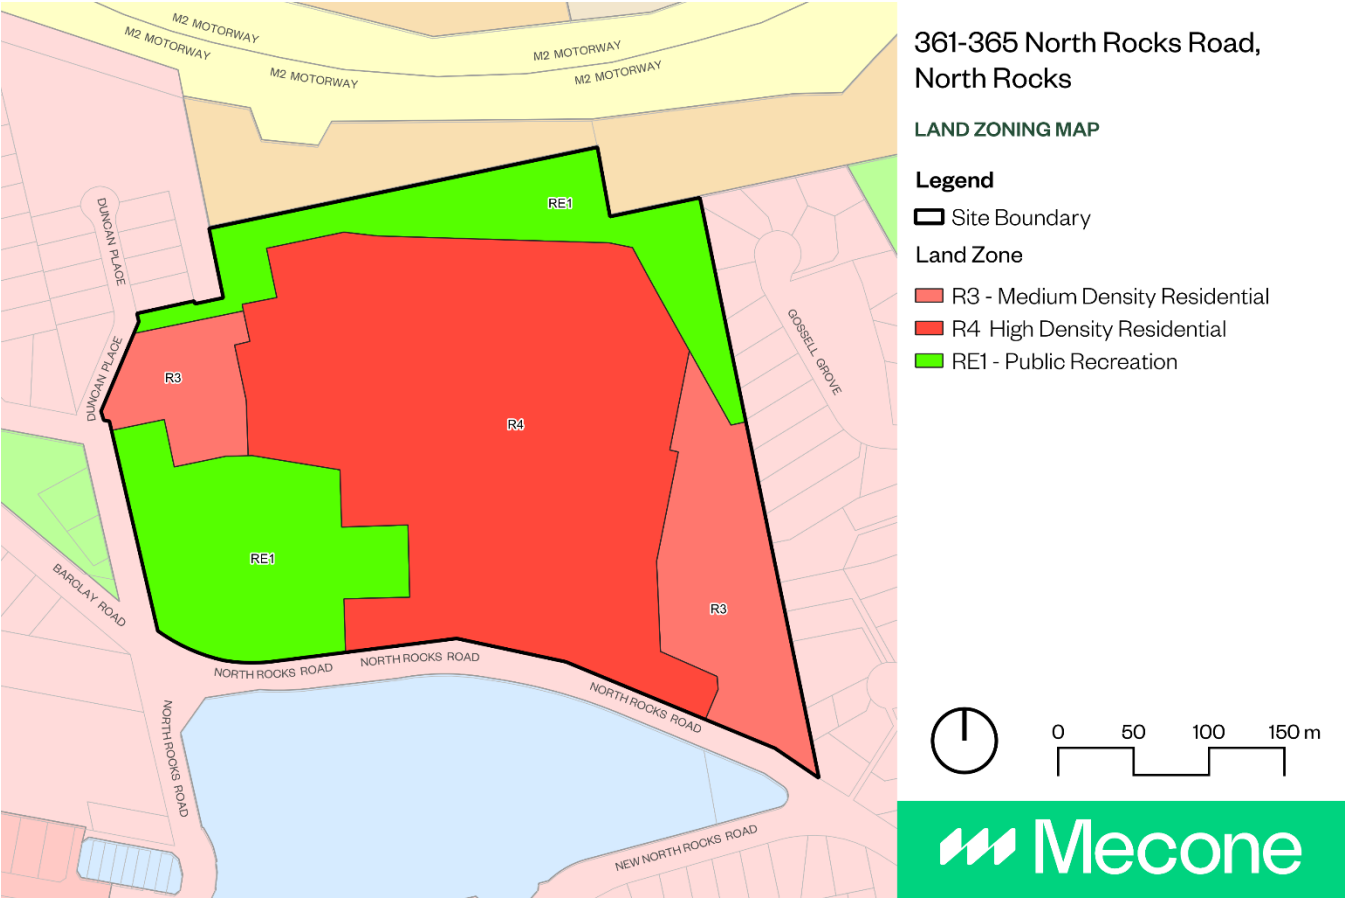 M2 MOTORWAY
M2 MOTORWAY
M2 MOTORWAY
M2 MOTORWAY
M2 MOTORWAY
DUNCAN PLACE
DUNCAN PLACE
GOSSELL GROVE
RE1
R3
R4
RE1
R3
BARCLAY ROAD
NORTH ROCKS ROAD
NORTH ROCKS ROAD
NORTH ROCKS ROAD
NORTH ROCKS ROAD
NEW NORTH ROCKS ROAD
361-365 North Rocks Road,
North Rocks
LAND ZONING MAP
Legend
Site Boundary
Land Zone
R3 - Medium Density Residential
R4 High Density Residential
RE1 - Public Recreation
0 50 100 150 m
Mecone